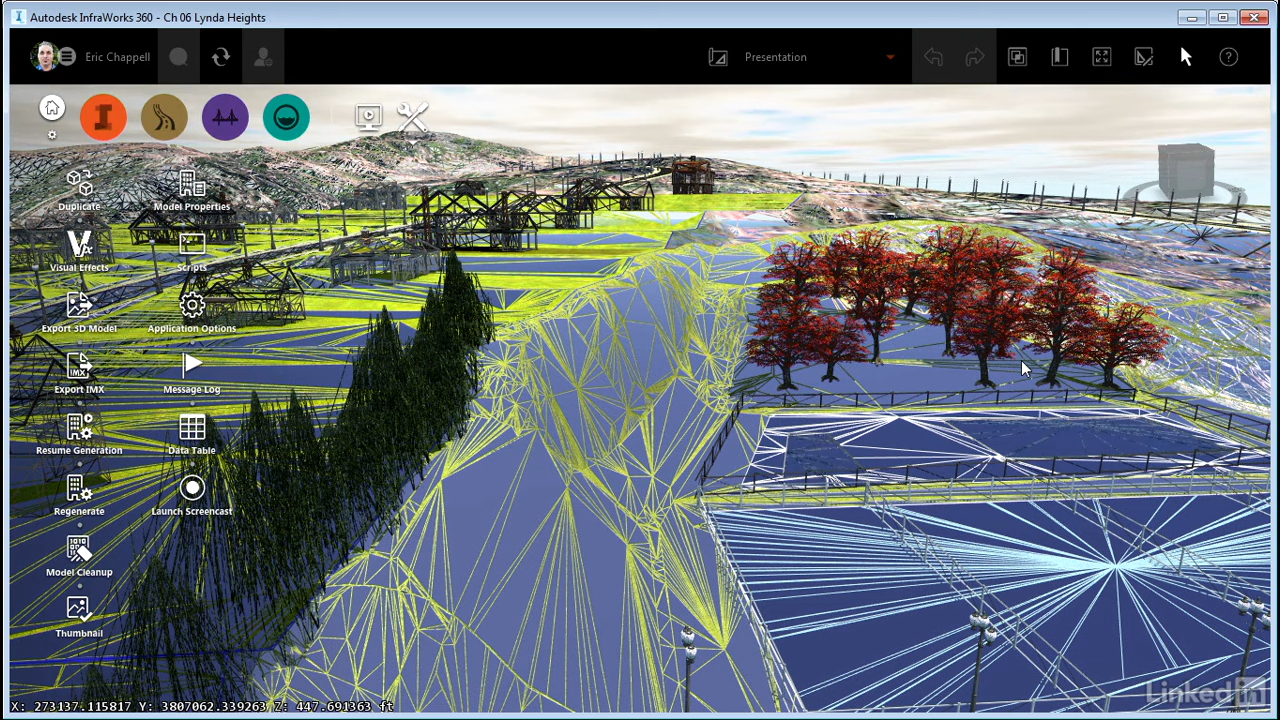 Autodesk InfraWorks 360 - Ch 06 Lynda Heights
Eric Chappell
Presentation
Duplicate
Model Properties
Visual Effects
Scripts
Export 3D Model
Application Options
IMX
Export IMX
Message Log
Resume Generation
Data Table
Regenerate
Launch Screencast
Model Cleanup
Thumbnail
X: 273137.115817 Y: 3807062.339263 Z: 447.691363 ft
LinkedIn